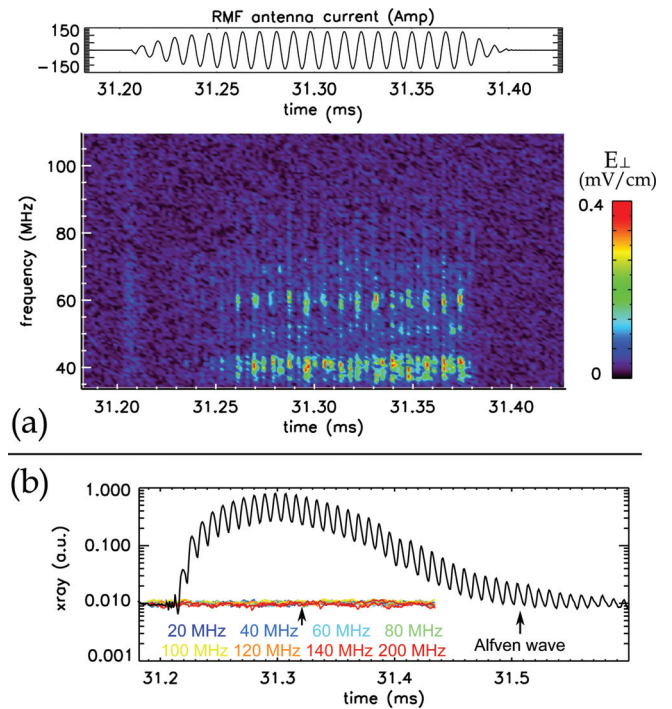 RMF antenna current (Amp)
150
0
−150
31.20 31.25 31.30 31.35 31.40
time (ms)
E⊥
(mV/cm)
0.4
0
100
80
60
40
frequency (MHz)
31.20 31.25 31.30 31.35 31.40
time (ms)
(a)
(b)
1.000
0.100
0.010
0.001
xray (a.u.)
20 MHz 40 MHz 60 MHz 80 MHz
100 MHz 120 MHz 140 MHz 200 MHz
Alfven wave
31.2 31.3 31.4 31.5
time (ms)